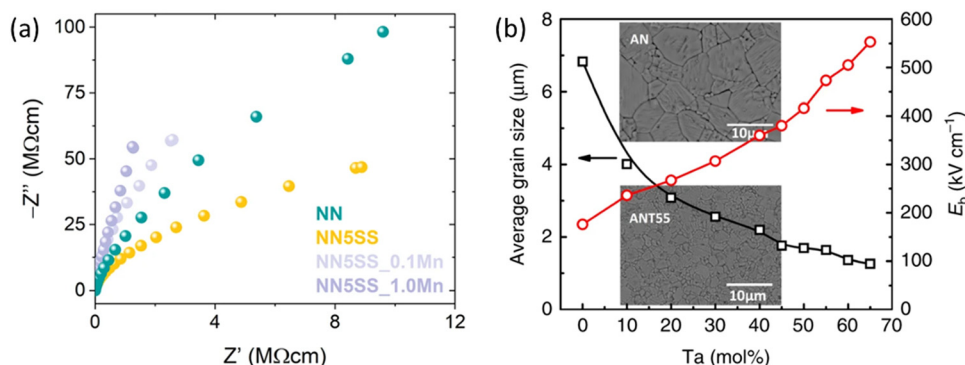 (a)
100
75
50
25
0
−Z'' (MΩcm)
NN
NN5SS
NN5SS_0.1Mn
NN5SS_1.0Mn
0 4 8 12
Z' (MΩcm)
(b)
8
6
4
2
0
Average grain size (μm)
AN
10μm
ANT55
10μm
600
500
400
300
200
100
0
E_b (kV cm⁻¹)
0 10 20 30 40 50 60 70
Ta (mol%)